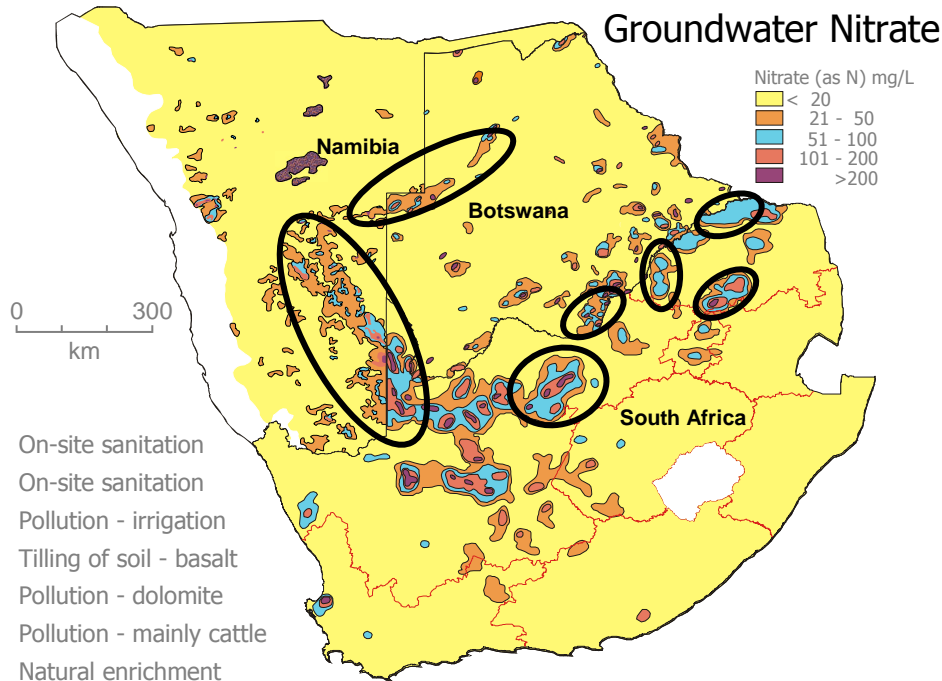 Groundwater Nitrate
Nitrate (as N) mg/L
< 20
21 - 50
51 - 100
101 - 200
>200
Namibia
Botswana
South Africa
0 300
km
On-site sanitation
On-site sanitation
Pollution - irrigation
Tilling of soil - basalt
Pollution - dolomite
Pollution - mainly cattle
Natural enrichment